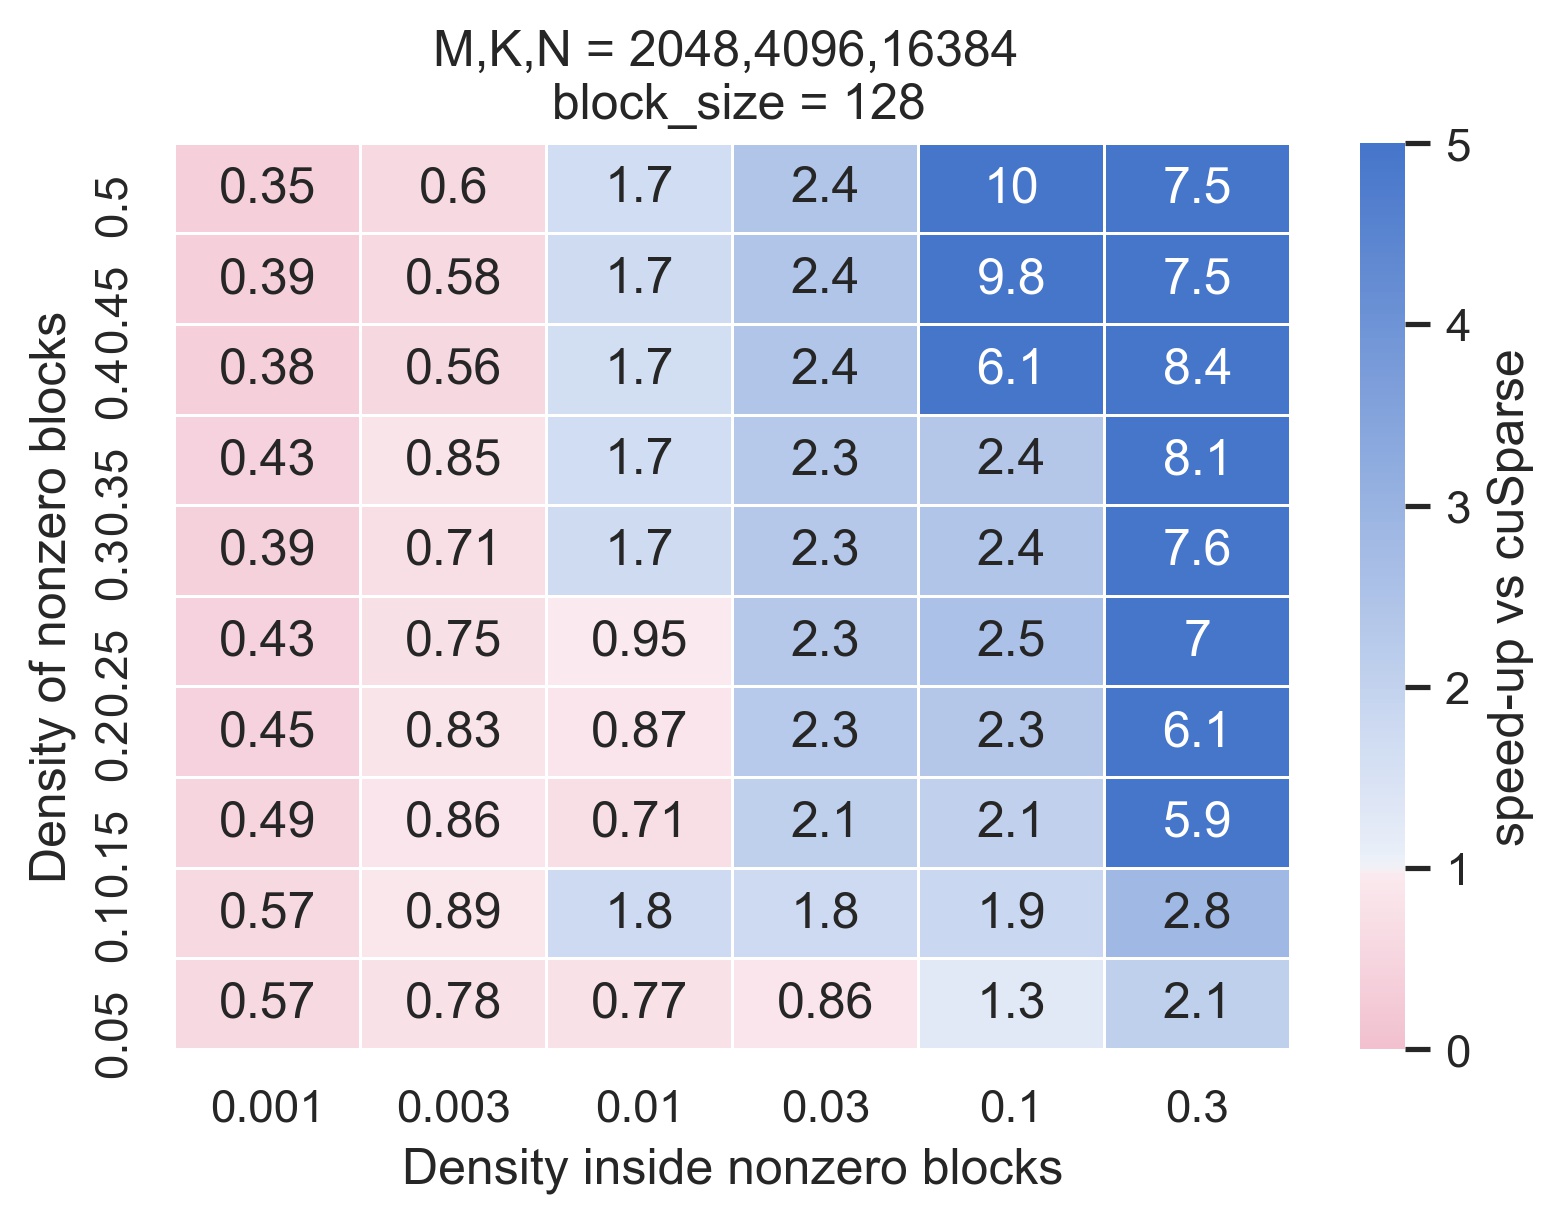 M,K,N = 2048,4096,16384
block_size = 128
Density of nonzero blocks
0.5 0.35 0.6 1.7 2.4 10 7.5
0.45 0.39 0.58 1.7 2.4 9.8 7.5
0.4 0.38 0.56 1.7 2.4 6.1 8.4
0.35 0.43 0.85 1.7 2.3 2.4 8.1
0.3 0.39 0.71 1.7 2.3 2.4 7.6
0.25 0.43 0.75 0.95 2.3 2.5 7
0.2 0.45 0.83 0.87 2.3 2.3 6.1
0.15 0.49 0.86 0.71 2.1 2.1 5.9
0.1 0.57 0.89 1.8 1.8 1.9 2.8
0.05 0.57 0.78 0.77 0.86 1.3 2.1
0.001 0.003 0.01 0.03 0.1 0.3
Density inside nonzero blocks
5
4
3
2
1
0
speed-up vs cuSparse